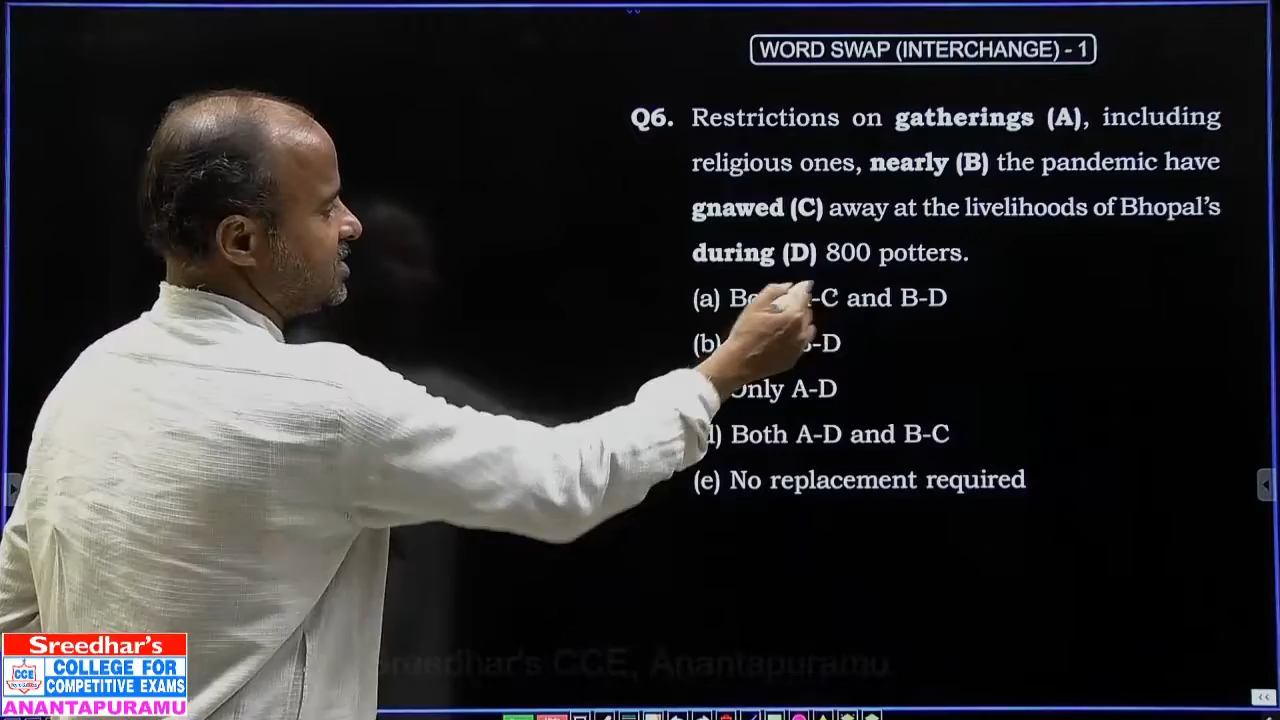 WORD SWAP (INTERCHANGE) - 1
Q6. Restrictions on gatherings (A), including
religious ones, nearly (B) the pandemic have
gnawed (C) away at the livelihoods of Bhopal's
during (D) 800 potters.
(a) -C and B-D
(b) -D
Only A-D
Both A-D and B-C
(e) No replacement required
Sreedhar's
CCE
COLLEGE FOR
COMPETITIVE EXAMS
ANANTAPURAMU